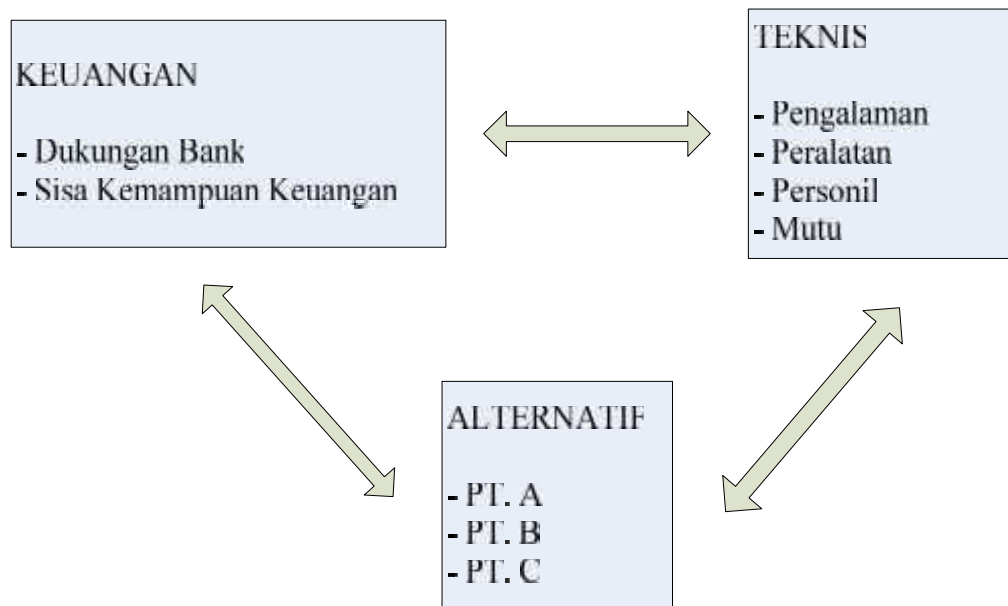 KEUANGAN
- Dukungan Bank
- Sisa Kemampuan Keuangan
TEKNIS
- Pengalaman
- Peralatan
- Personil
- Mutu
ALTERNATIF
- PT. A
- PT. B
- PT. C